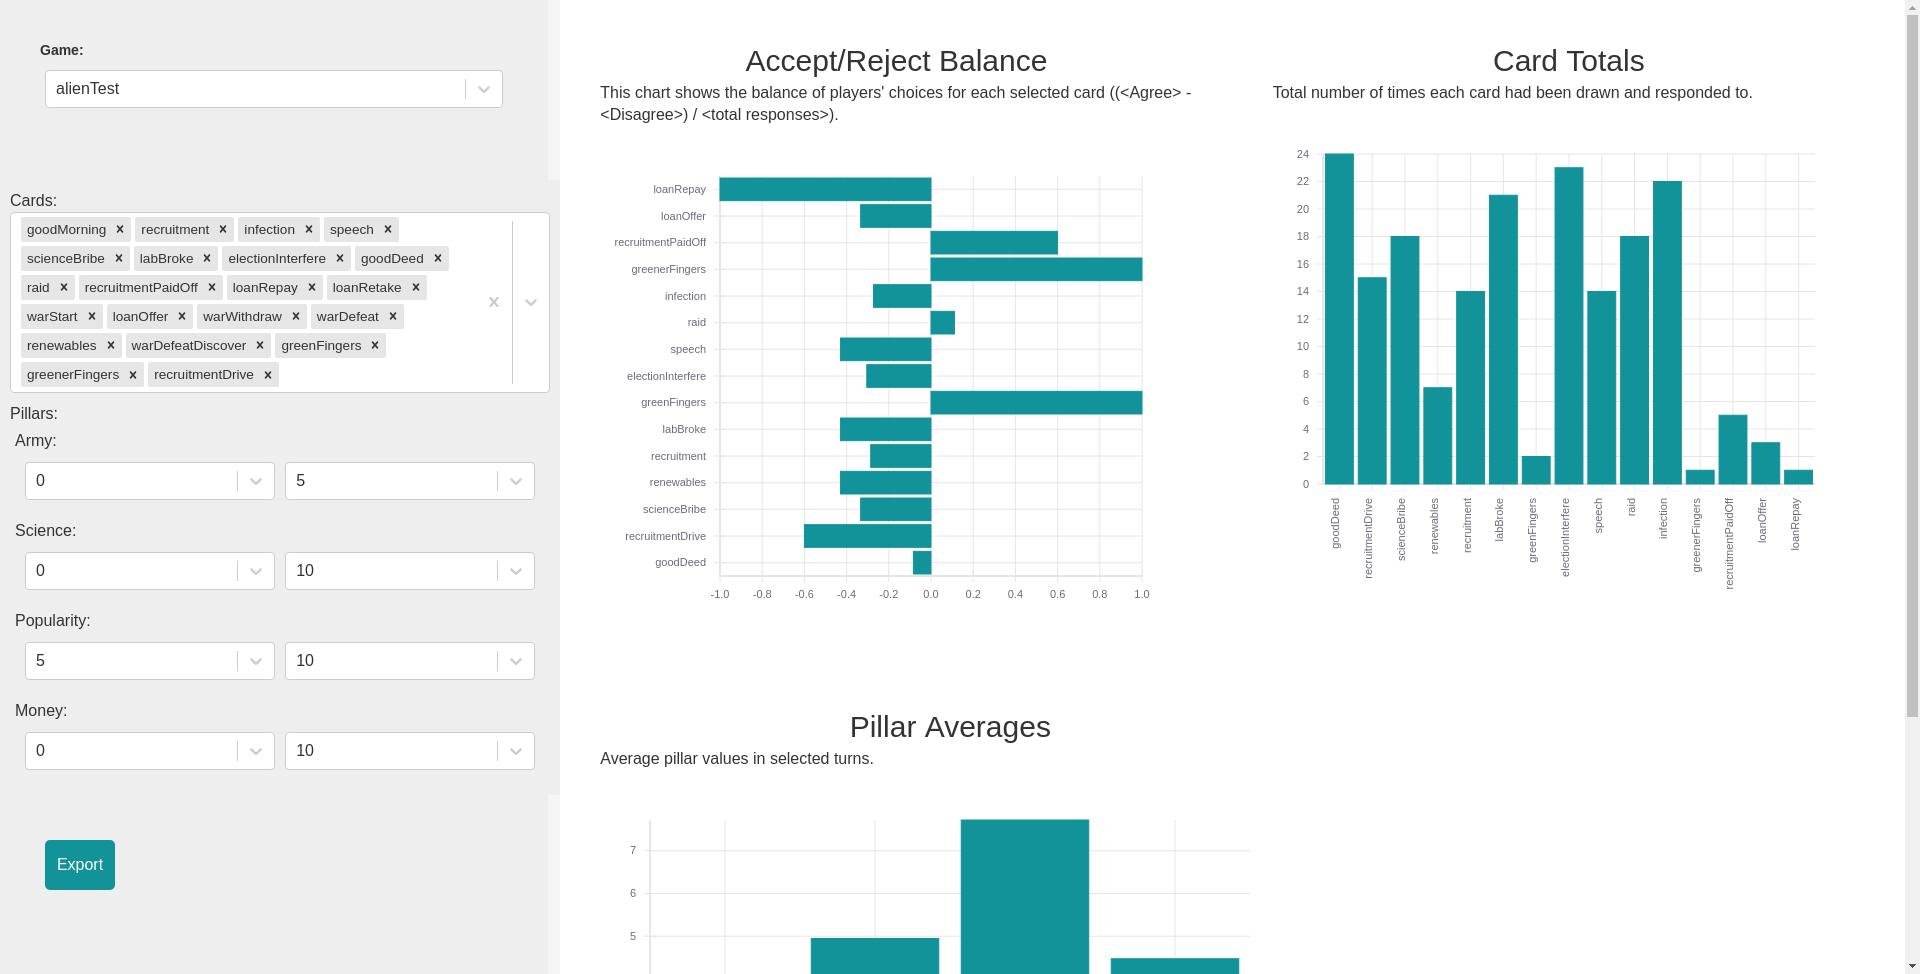 Game:
alienTest
Cards:
goodMorning recruitment infection speech
scienceBribe labBroke electionInterfere goodDeed
raid recruitmentPaidOff loanRepay loanRetake
warStart loanOffer warWithdraw warDefeat
renewables warDefeatDiscover greenFingers
greenerFingers recruitmentDrive
Pillars:
Army:
0 5
Science:
0 10
Popularity:
5 10
Money:
0 10
Export
Accept/Reject Balance
This chart shows the balance of players' choices for each selected card ((<Agree> -
<Disagree>) / <total responses>).
loanRepay
loanOffer
recruitmentPaidOff
greenerFingers
infection
raid
speech
electionInterfere
greenFingers
labBroke
recruitment
renewables
scienceBribe
recruitmentDrive
goodDeed
-1.0 -0.8 -0.6 -0.4 -0.2 0.0 0.2 0.4 0.6 0.8 1.0
Card Totals
Total number of times each card had been drawn and responded to.
24
22
20
18
16
14
12
10
8
6
4
2
0
goodDeed
recruitmentDrive
scienceBribe
renewables
recruitment
labBroke
greenFingers
electionInterfere
speech
raid
infection
greenerFingers
recruitmentPaidOff
loanOffer
loanRepay
Pillar Averages
Average pillar values in selected turns.
7
6
5